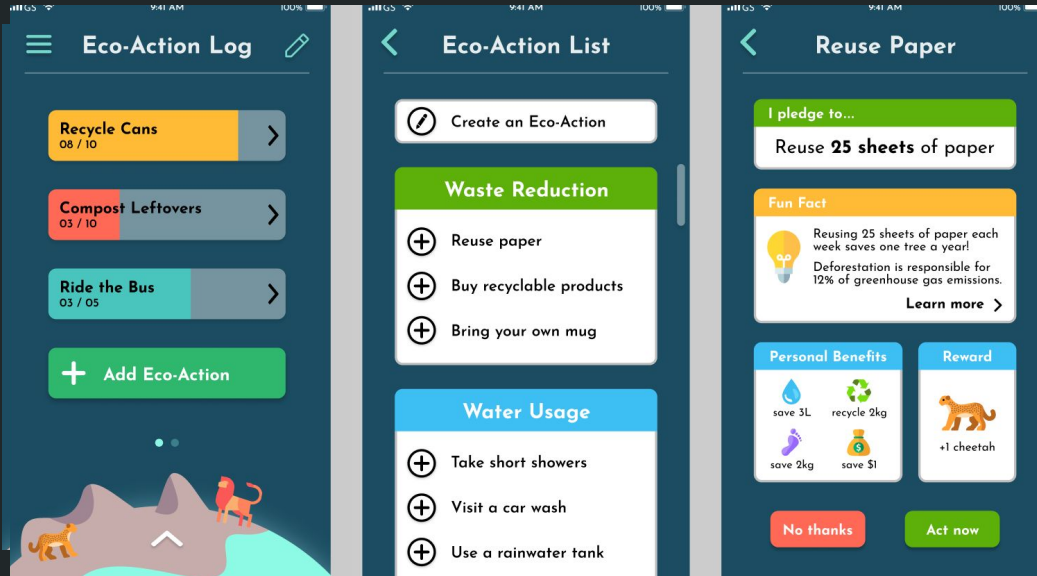 GS 9:41 AM 100%
Eco-Action Log
Recycle Cans
08 / 10
Compost Leftovers
03 / 10
Ride the Bus
03 / 05
Add Eco-Action
GS 9:41 AM 100%
Eco-Action List
Create an Eco-Action
Waste Reduction
Reuse paper
Buy recyclable products
Bring your own mug
Water Usage
Take short showers
Visit a car wash
Use a rainwater tank
GS 9:41 AM 100%
Reuse Paper
I pledge to...
Reuse 25 sheets of paper
Fun Fact
Reusing 25 sheets of paper each
week saves one tree a year!
Deforestation is responsible for
12% of greenhouse gas emissions.
Learn more
Personal Benefits
save 3L
recycle 2kg
save 2kg
save $1
Reward
+1 cheetah
No thanks
Act now